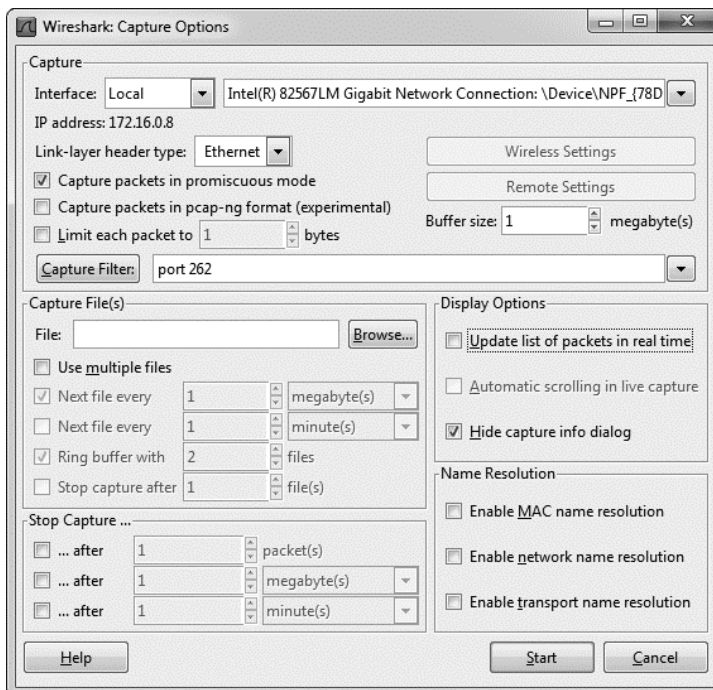 Wireshark: Capture Options
Capture
Interface: Local Intel(R) 82567LM Gigabit Network Connection: \Device\NPF_{78D
IP address: 172.16.0.8
Link-layer header type: Ethernet
Wireless Settings
Capture packets in promiscuous mode
Remote Settings
Capture packets in pcap-ng format (experimental)
Buffer size: 1 megabyte(s)
Limit each packet to 1 bytes
Capture Filter: port 262
Capture File(s)
File: Browse...
Use multiple files
Next file every 1 megabyte(s)
Next file every 1 minute(s)
Ring buffer with 2 files
Stop capture after 1 file(s)
Stop Capture ...
... after 1 packet(s)
... after 1 megabyte(s)
... after 1 minute(s)
Display Options
Update list of packets in real time
Automatic scrolling in live capture
Hide capture info dialog
Name Resolution
Enable MAC name resolution
Enable network name resolution
Enable transport name resolution
Help
Start
Cancel